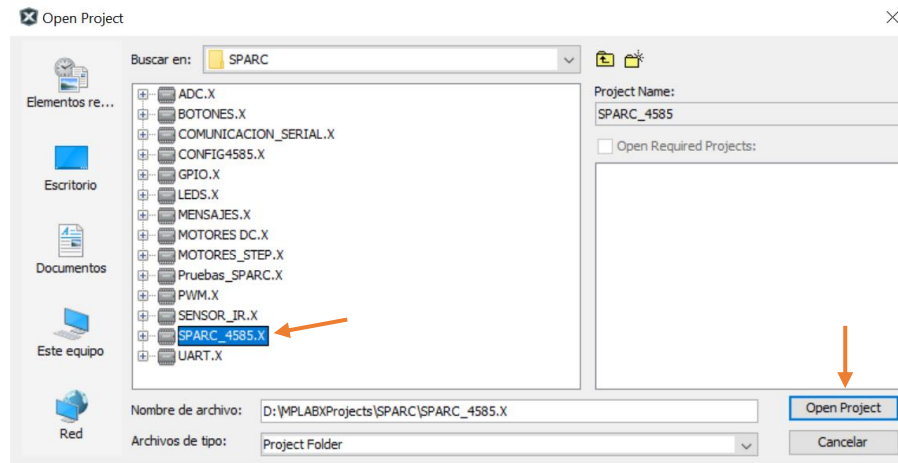 Open Project
Buscar en: SPARC
Elementos re...
Escritorio
Documentos
Este equipo
Red
ADC.X
BOTONES.X
COMUNICACION_SERIAL.X
CONFIG4585.X
GPIO.X
LEDS.X
MENSAJES.X
MOTORES DC.X
MOTORES_STEP.X
Pruebas_SPARC.X
PWM.X
SENSOR_IR.X
SPARC_4585.X
UART.X
Project Name:
SPARC_4585
Open Required Projects:
Nombre de archivo: D:\MPLABXProjects\SPARC\SPARC_4585.X
Open Project
Archivos de tipo: Project Folder
Cancelar